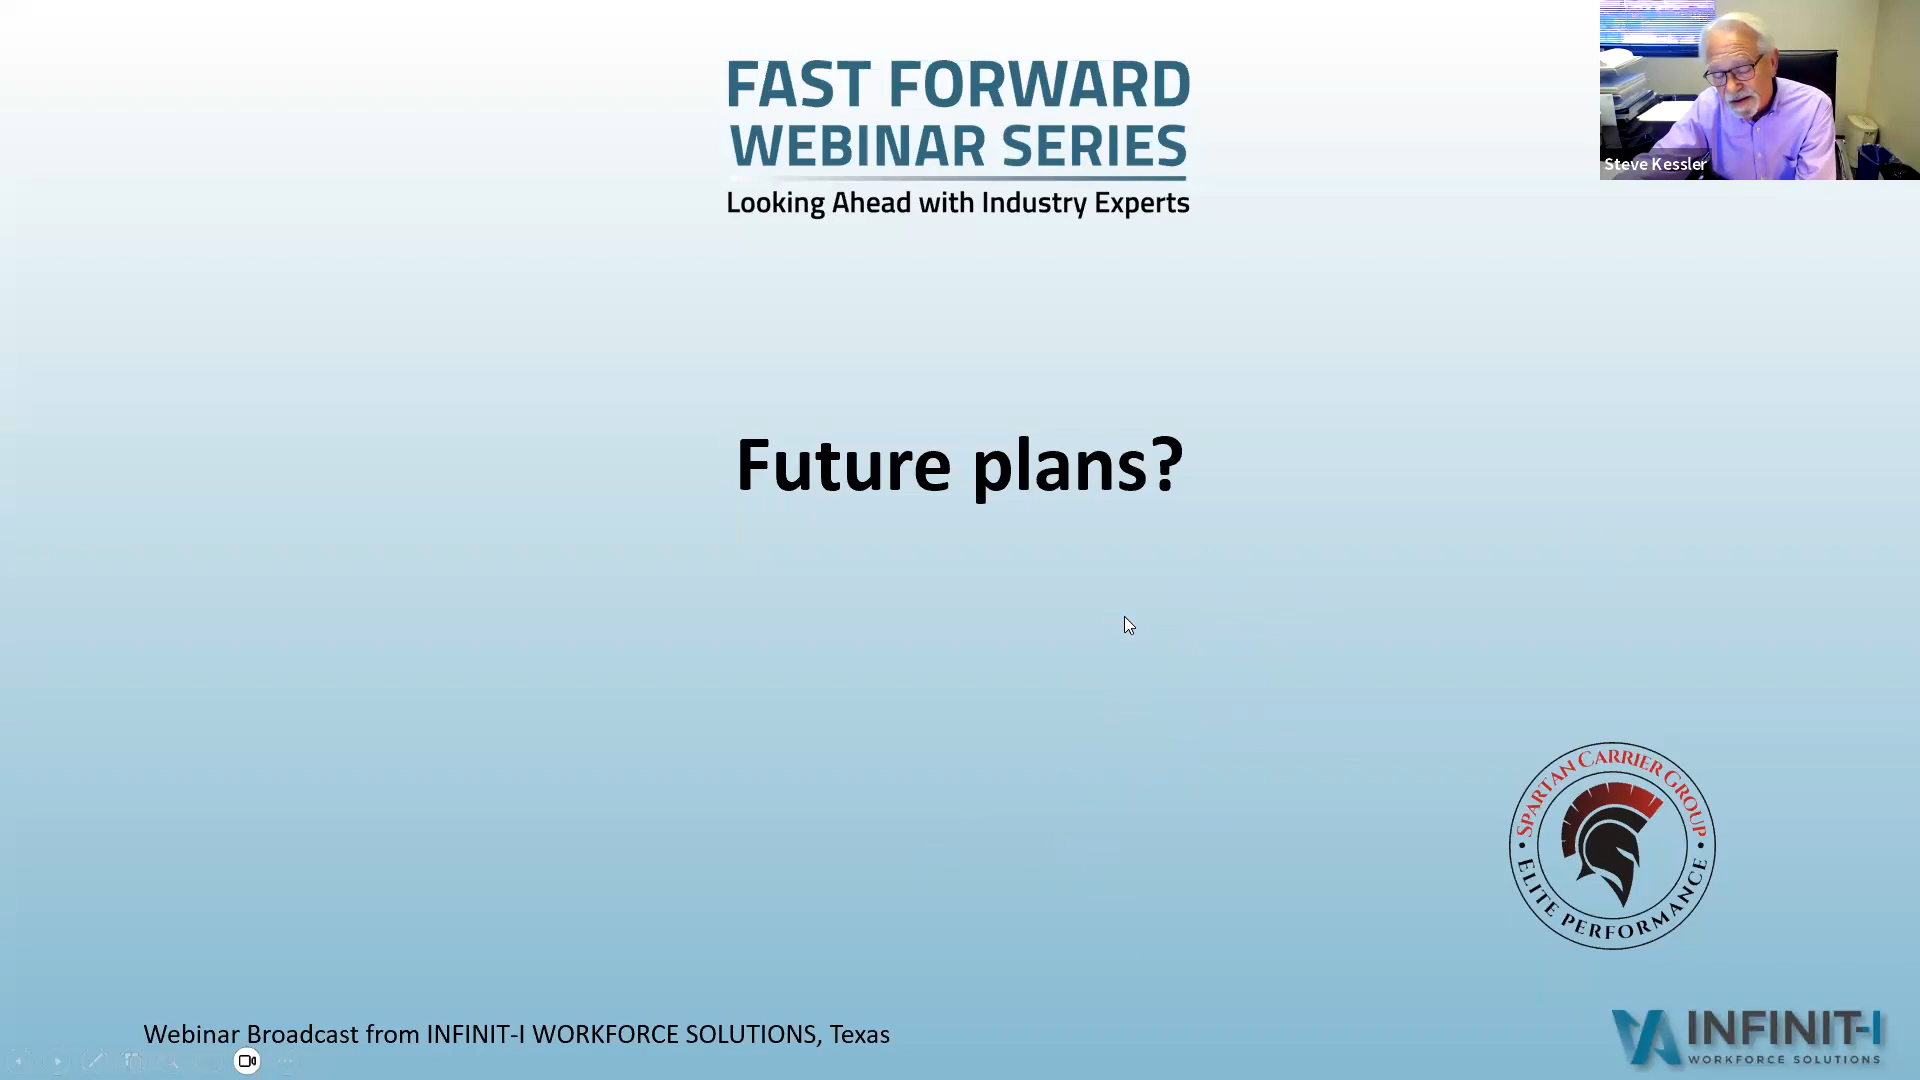 FAST FORWARD
WEBINAR SERIES
Looking Ahead with Industry Experts
Steve Kessler
Future plans?
SPARTAN CARRIER GROUP
• ELITE PERFORMANCE •
Webinar Broadcast from INFINIT-I WORKFORCE SOLUTIONS, Texas
INFINIT-I
WORKFORCE SOLUTIONS